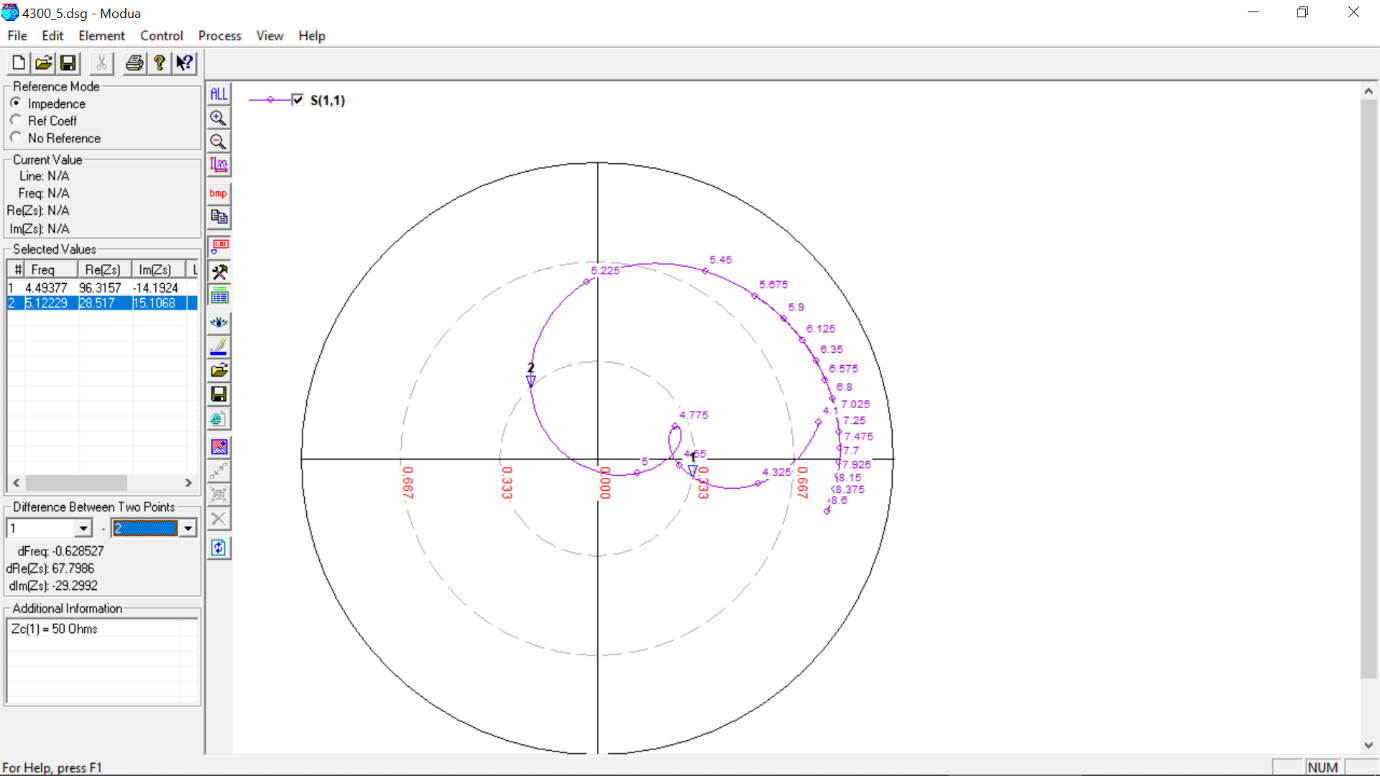 4300_5.dsg - Modua
File Edit Element Control Process View Help
Reference Mode
Impedence
Ref Coeff
No Reference
Current Value
Line: N/A
Freq: N/A
Re(Zs): N/A
Im(Zs): N/A
Selected Values
# Freq Re(Zs) Im(Zs) L
1 4.49377 96.3157 -14.1924
2 5.12229 28.517 15.1068
Difference Between Two Points
1 - 2
dFreq: -0.628527
dRe(Zs): 67.7986
dIm(Zs): -29.2992
Additional Information
Zc(1) = 50 Ohms
ALL
bmp
S(1,1)
5.225
5.45
5.675
5.9
6.125
6.35
6.575
6.8
7.025
4.1
7.25
7.475
7.7
7.925
8.15
8.375
8.6
2
4.775
4.55
1
5
4.325
0.667
0.333
0.000
0.333
0.667
For Help, press F1
NUM